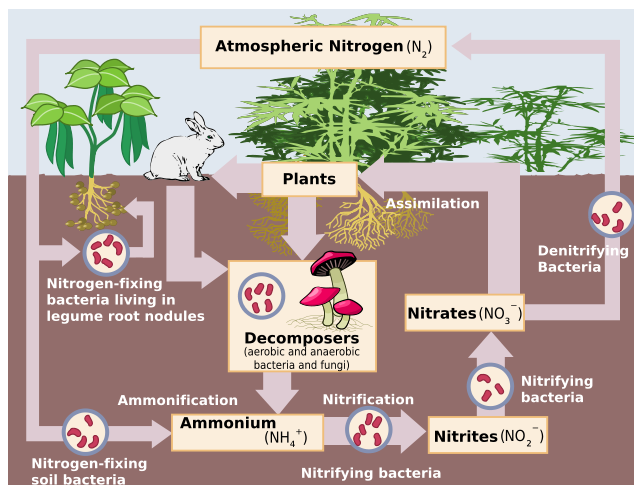 Atmospheric Nitrogen (N₂)
Plants
Assimilation
Denitrifying
Bacteria
Nitrogen-fixing
bacteria living in
legume root nodules
Decomposers
(aerobic and anaerobic
bacteria and fungi)
Nitrates (NO₃⁻)
Nitrifying
bacteria
Ammonification
Nitrification
Ammonium
(NH₄⁺)
Nitrites (NO₂⁻)
Nitrogen-fixing
soil bacteria
Nitrifying bacteria